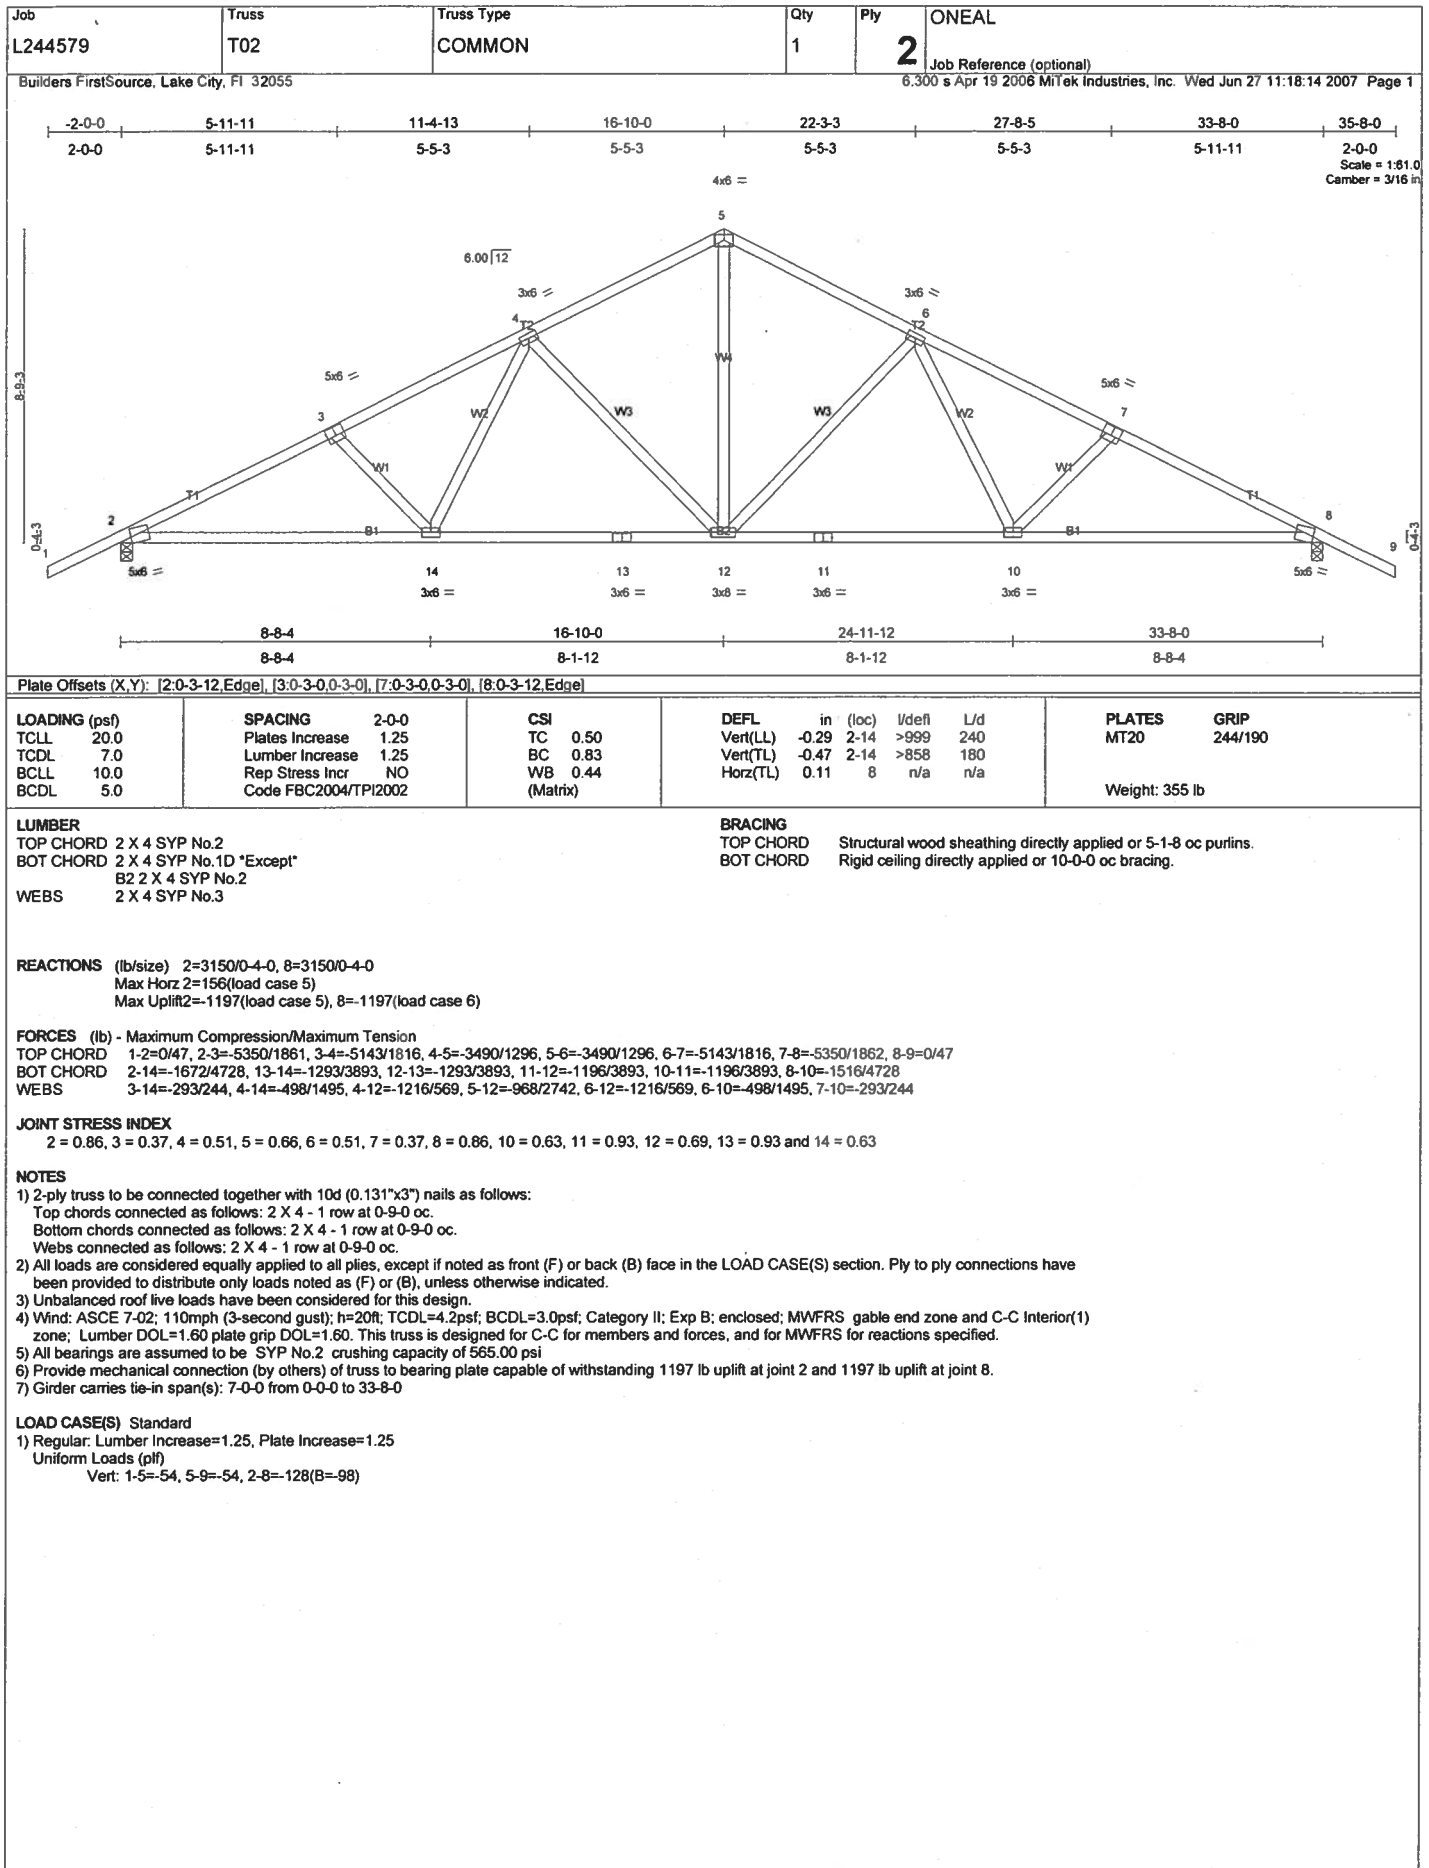 Job Truss Truss Type Qty Ply ONEAL
L244579 T02 COMMON 1 2
Job Reference (optional)
Builders FirstSource, Lake City, Fl 32055 6.300 s Apr 19 2006 MiTek Industries, Inc. Wed Jun 27 11:18:14 2007 Page 1
-2-0-0 5-11-11 11-4-13 16-10-0 22-3-3 27-8-5 33-8-0 35-8-0
2-0-0 5-11-11 5-5-3 5-5-3 5-5-3 5-5-3 5-11-11 2-0-0
Scale = 1:61.0
Camber = 3/16 in
4x6 =
5
6.00 12
3x6 = 3x6 =
4 T2 T2 6
W4
5x6 = 5x6 =
8-9-3
3 W2 W3 W3 W2 7
W1 W1
T1 T1
2 8
0-4-3 B1 B2 B1 0-4-3
1 9
5x6 = 14 13 12 11 10 5x6 =
3x6 = 3x6 = 3x8 = 3x6 = 3x6 =
8-8-4 16-10-0 24-11-12 33-8-0
8-8-4 8-1-12 8-1-12 8-8-4
Plate Offsets (X,Y): [2:0-3-12,Edge], [3:0-3-0,0-3-0], [7:0-3-0,0-3-0], [8:0-3-12,Edge]
LOADING (psf) SPACING 2-0-0 CSI DEFL in (loc) l/defl L/d PLATES GRIP
TCLL 20.0 Plates Increase 1.25 TC 0.50 Vert(LL) -0.29 2-14 >999 240 MT20 244/190
TCDL 7.0 Lumber Increase 1.25 BC 0.83 Vert(TL) -0.47 2-14 >858 180
BCLL 10.0 Rep Stress Incr NO WB 0.44 Horz(TL) 0.11 8 n/a n/a
BCDL 5.0 Code FBC2004/TPI2002 (Matrix) Weight: 355 lb
LUMBER BRACING
TOP CHORD 2 X 4 SYP No.2 TOP CHORD Structural wood sheathing directly applied or 5-1-8 oc purlins.
BOT CHORD 2 X 4 SYP No.1D *Except* BOT CHORD Rigid ceiling directly applied or 10-0-0 oc bracing.
B2 2 X 4 SYP No.2
WEBS 2 X 4 SYP No.3
REACTIONS (lb/size) 2=3150/0-4-0, 8=3150/0-4-0
Max Horz 2=156(load case 5)
Max Uplift2=-1197(load case 5), 8=-1197(load case 6)
FORCES (lb) - Maximum Compression/Maximum Tension
TOP CHORD 1-2=0/47, 2-3=-5350/1861, 3-4=-5143/1816, 4-5=-3490/1296, 5-6=-3490/1296, 6-7=-5143/1816, 7-8=-5350/1862, 8-9=0/47
BOT CHORD 2-14=-1672/4728, 13-14=-1293/3893, 12-13=-1293/3893, 11-12=-1196/3893, 10-11=-1196/3893, 8-10=-1516/4728
WEBS 3-14=-293/244, 4-14=-498/1495, 4-12=-1216/569, 5-12=-968/2742, 6-12=-1216/569, 6-10=-498/1495, 7-10=-293/244
JOINT STRESS INDEX
2 = 0.86, 3 = 0.37, 4 = 0.51, 5 = 0.66, 6 = 0.51, 7 = 0.37, 8 = 0.86, 10 = 0.63, 11 = 0.93, 12 = 0.69, 13 = 0.93 and 14 = 0.63
NOTES
1) 2-ply truss to be connected together with 10d (0.131"x3") nails as follows:
Top chords connected as follows: 2 X 4 - 1 row at 0-9-0 oc.
Bottom chords connected as follows: 2 X 4 - 1 row at 0-9-0 oc.
Webs connected as follows: 2 X 4 - 1 row at 0-9-0 oc.
2) All loads are considered equally applied to all plies, except if noted as front (F) or back (B) face in the LOAD CASE(S) section. Ply to ply connections have
been provided to distribute only loads noted as (F) or (B), unless otherwise indicated.
3) Unbalanced roof live loads have been considered for this design.
4) Wind: ASCE 7-02; 110mph (3-second gust); h=20ft; TCDL=4.2psf; BCDL=3.0psf; Category II; Exp B; enclosed; MWFRS gable end zone and C-C Interior(1)
zone; Lumber DOL=1.60 plate grip DOL=1.60. This truss is designed for C-C for members and forces, and for MWFRS for reactions specified.
5) All bearings are assumed to be SYP No.2 crushing capacity of 565.00 psi
6) Provide mechanical connection (by others) of truss to bearing plate capable of withstanding 1197 lb uplift at joint 2 and 1197 lb uplift at joint 8.
7) Girder carries tie-in span(s): 7-0-0 from 0-0-0 to 33-8-0
LOAD CASE(S) Standard
1) Regular: Lumber Increase=1.25, Plate Increase=1.25
Uniform Loads (plf)
Vert: 1-5=-54, 5-9=-54, 2-8=-128(B=-98)